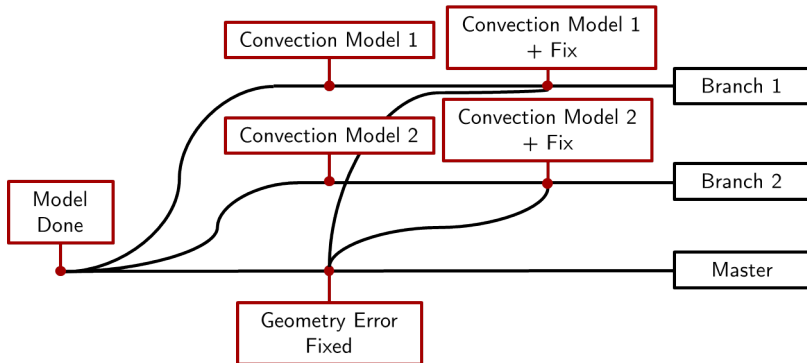 Convection Model 1
Convection Model 1
+ Fix
Branch 1
Convection Model 2
Convection Model 2
+ Fix
Branch 2
Model
Done
Master
Geometry Error
Fixed